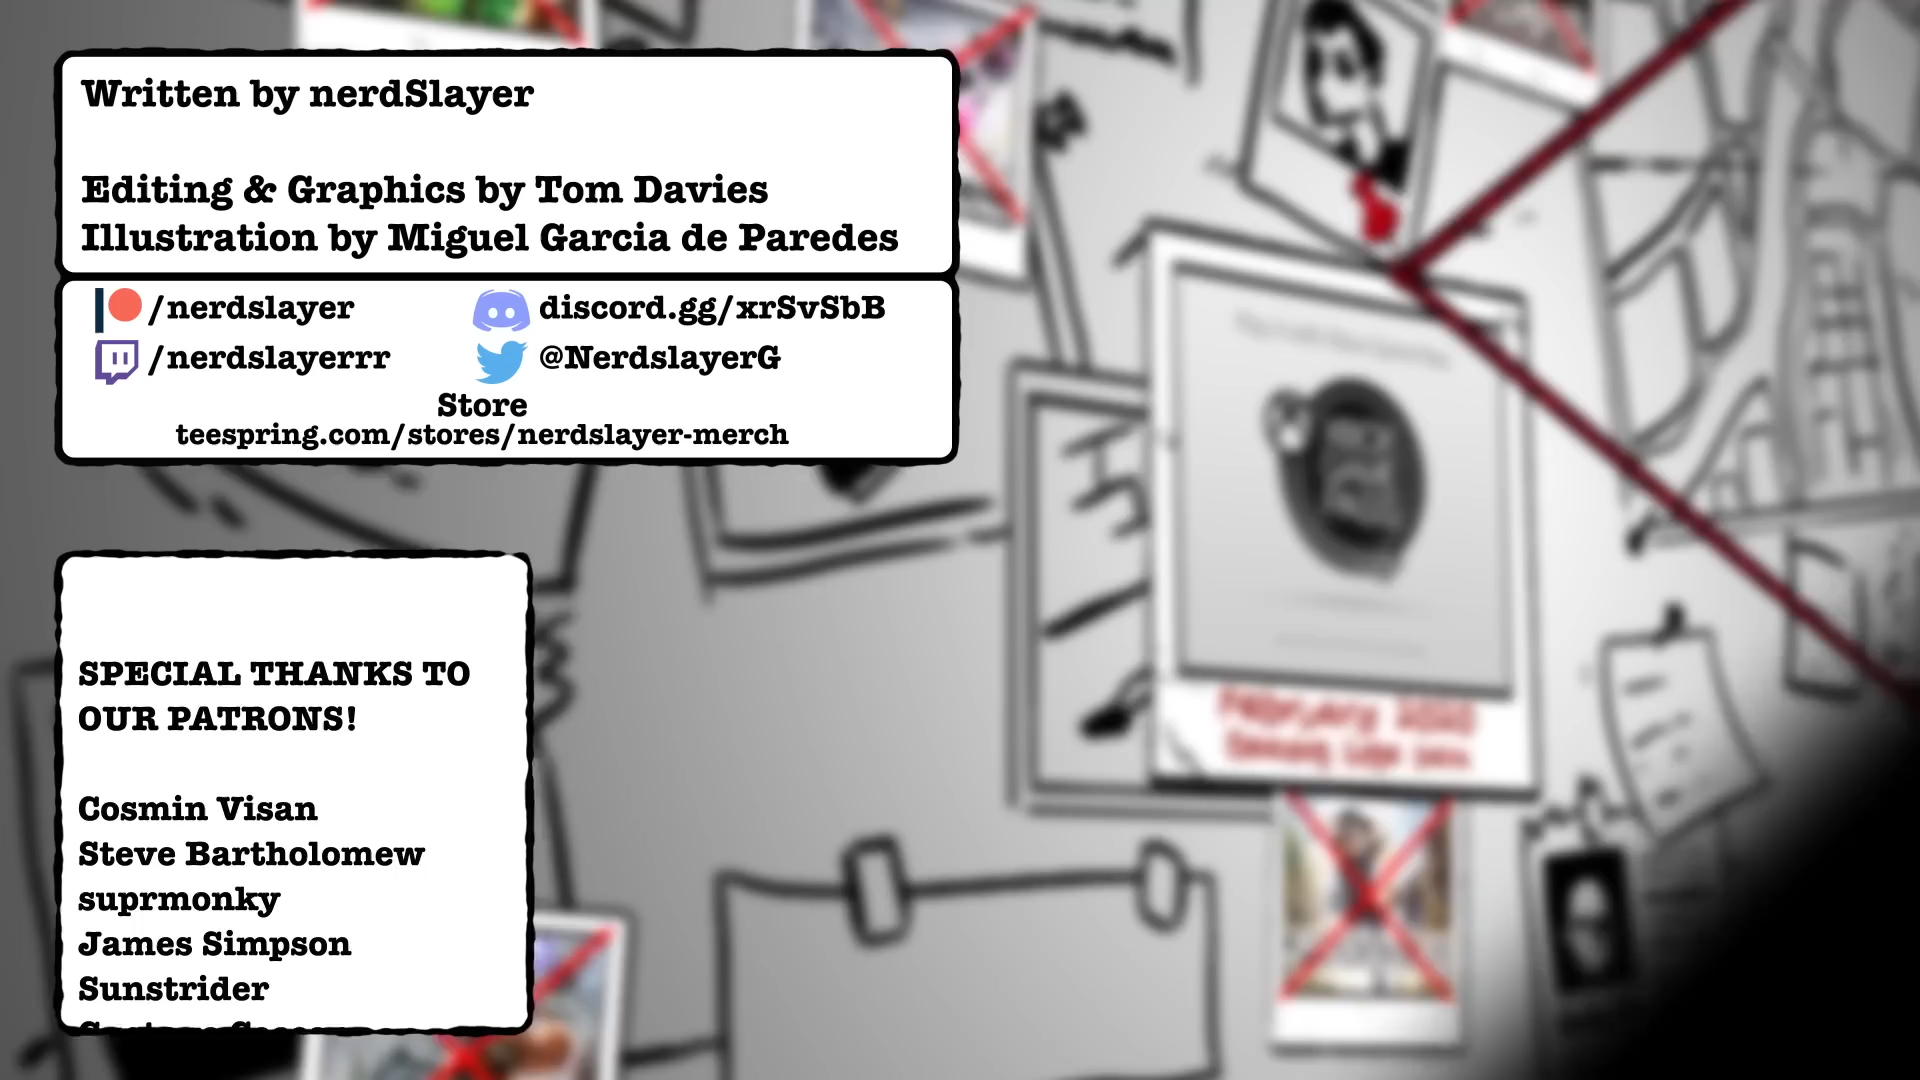 Written by nerdSlayer
Editing & Graphics by Tom Davies
Illustration by Miguel Garcia de Paredes
/nerdslayer
discord.gg/xrSvSbB
/nerdslayerrr
@NerdslayerG
Store
teespring.com/stores/nerdslayer-merch
SPECIAL THANKS TO
OUR PATRONS!
Cosmin Visan
Steve Bartholomew
suprmonky
James Simpson
Sunstrider
February 2020